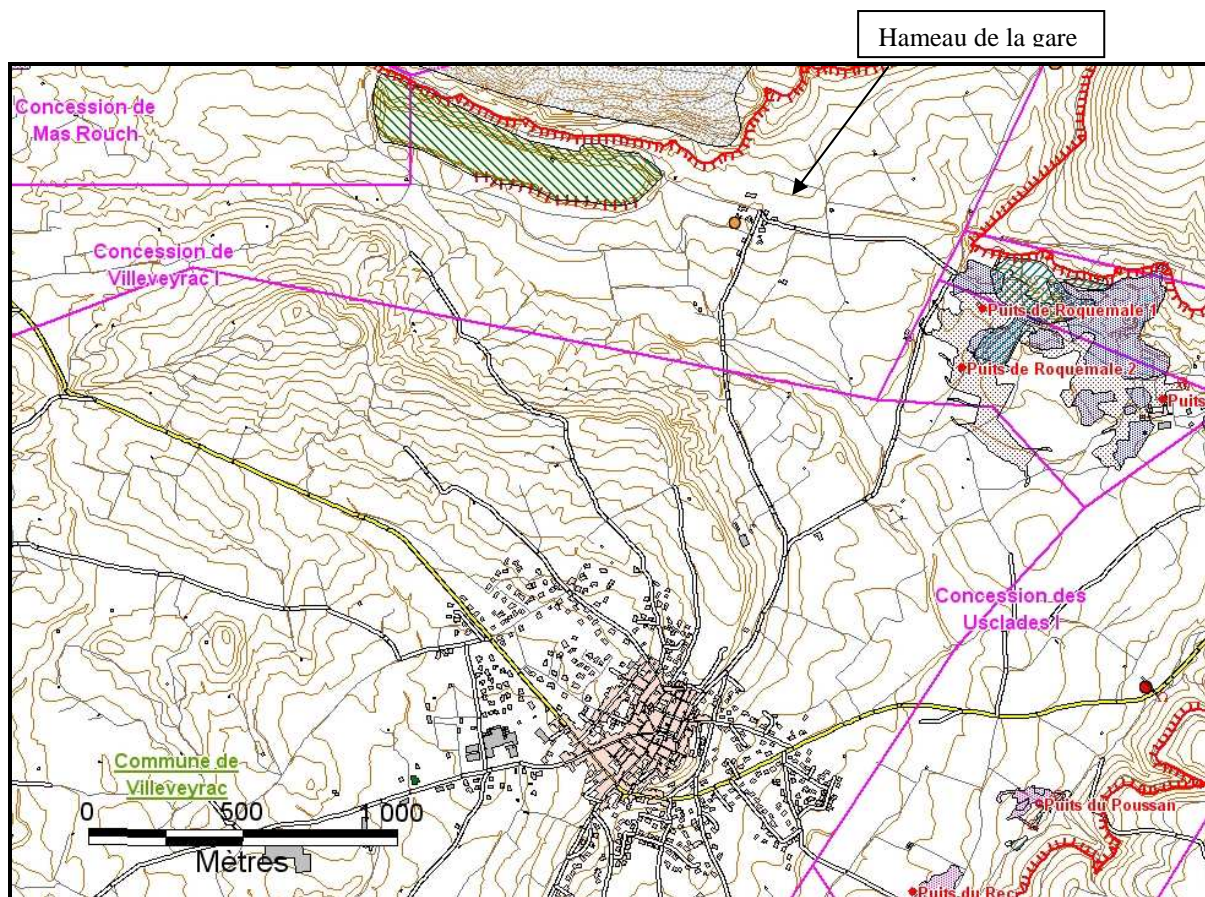 Hameau de la gare
Concession de
Mas Rouch
Concession de
Villeveyrac I
Puits de Roquemale 1
Puits de Roquemale 2
Puits
Concession des
Usclades I
Commune de
Villeveyrac
0 500 1 000
Mètres
Puits du Poussan
Puits du Recr